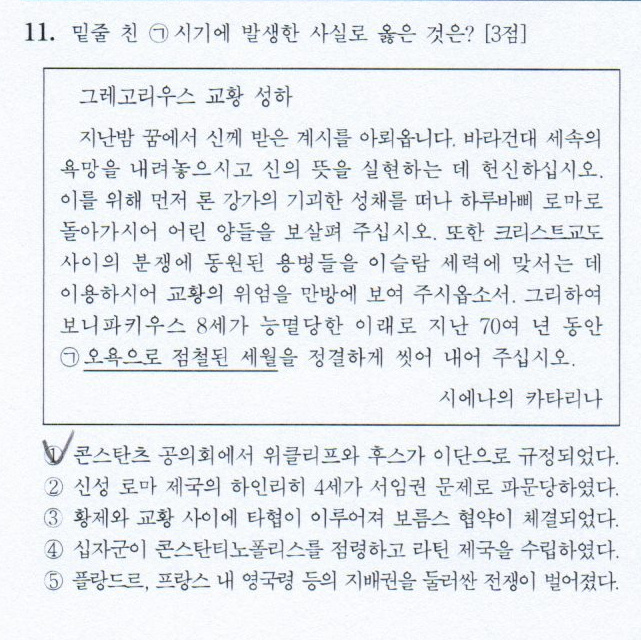 11. 밑줄 친 ㉠ 시기에 발생한 사실로 옳은 것은? [3점]
그레고리우스 교황 성하
지난밤 꿈에서 신께 받은 계시를 아뢰옵니다. 바라건대 세속의
욕망을 내려놓으시고 신의 뜻을 실현하는 데 헌신하십시오.
이를 위해 먼저 론 강가의 기괴한 성채를 떠나 하루바삐 로마로
돌아가시어 어린 양들을 보살펴 주십시오. 또한 크리스트교도
사이의 분쟁에 동원된 용병들을 이슬람 세력에 맞서는 데
이용하시어 교황의 위엄을 만방에 보여 주시옵소서. 그리하여
보니파키우스 8세가 능멸당한 이래로 지난 70여 년 동안
㉠ 오욕으로 점철된 세월을 정결하게 씻어 내어 주십시오.
시에나의 카타리나
① 콘스탄츠 공의회에서 위클리프와 후스가 이단으로 규정되었다.
② 신성 로마 제국의 하인리히 4세가 서임권 문제로 파문당하였다.
③ 황제와 교황 사이에 타협이 이루어져 보름스 협약이 체결되었다.
④ 십자군이 콘스탄티노폴리스를 점령하고 라틴 제국을 수립하였다.
⑤ 플랑드르, 프랑스 내 영국령 등의 지배권을 둘러싼 전쟁이 벌어졌다.